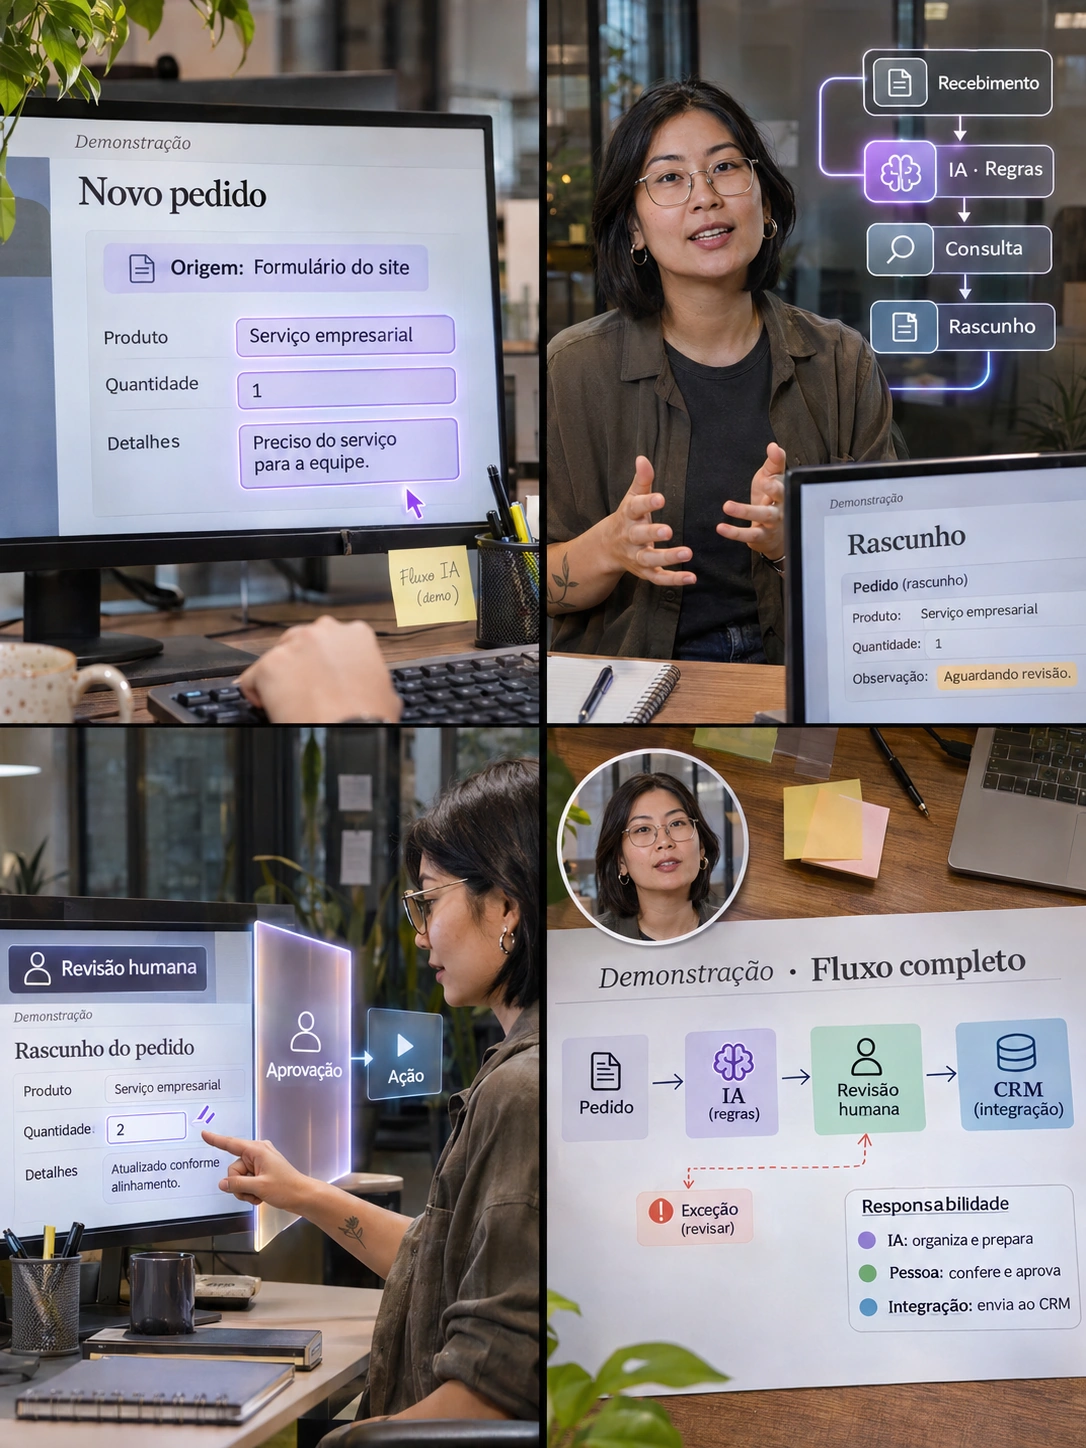 Demonstração
Novo pedido
Origem: Formulário do site
Produto
Serviço empresarial
Quantidade
1
Detalhes
Preciso do serviço
para a equipe.
Fluxo IA
(demo)
Recebimento
IA · Regras
Consulta
Rascunho
Demonstração
Rascunho
Pedido (rascunho)
Produto: Serviço empresarial
Quantidade: 1
Observação: Aguardando revisão.
Revisão humana
Demonstração
Rascunho do pedido
Produto
Serviço empresarial
Quantidade:
2
Detalhes
Atualizado conforme
alinhamento.
Aprovação
Ação
Demonstração • Fluxo completo
Pedido
IA
(regras)
Revisão
humana
CRM
(integração)
Exceção
(revisar)
Responsabilidade
IA: organiza e prepara
Pessoa: confere e aprova
Integração: envia ao CRM